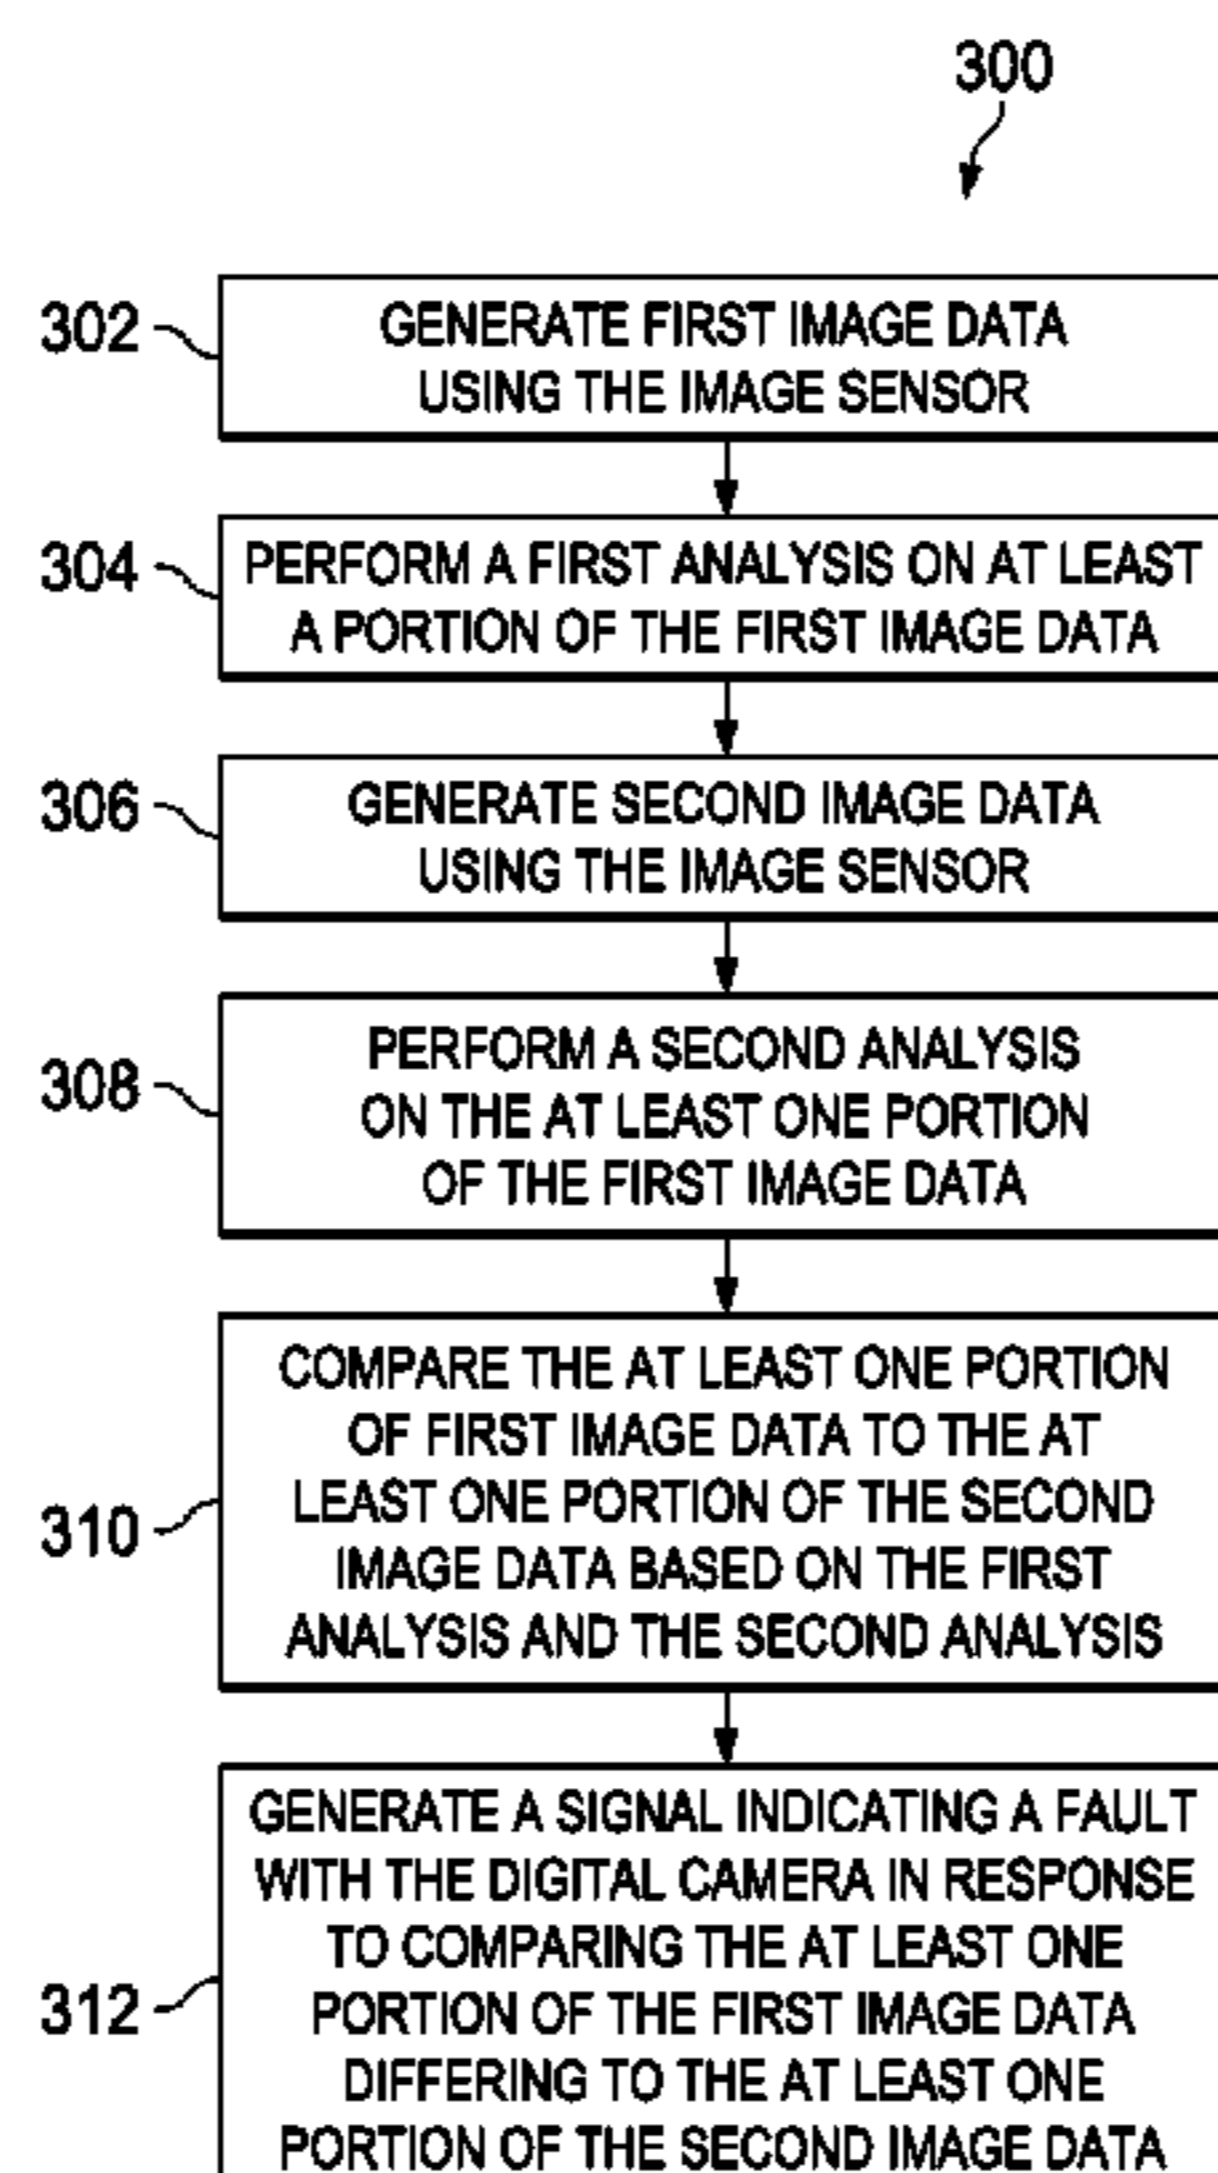 300
302
GENERATE FIRST IMAGE DATA
USING THE IMAGE SENSOR
304
PERFORM A FIRST ANALYSIS ON AT LEAST
A PORTION OF THE FIRST IMAGE DATA
306
GENERATE SECOND IMAGE DATA
USING THE IMAGE SENSOR
308
PERFORM A SECOND ANALYSIS
ON THE AT LEAST ONE PORTION
OF THE FIRST IMAGE DATA
310
COMPARE THE AT LEAST ONE PORTION
OF FIRST IMAGE DATA TO THE AT
LEAST ONE PORTION OF THE SECOND
IMAGE DATA BASED ON THE FIRST
ANALYSIS AND THE SECOND ANALYSIS
312
GENERATE A SIGNAL INDICATING A FAULT
WITH THE DIGITAL CAMERA IN RESPONSE
TO COMPARING THE AT LEAST ONE
PORTION OF THE FIRST IMAGE DATA
DIFFERING TO THE AT LEAST ONE
PORTION OF THE SECOND IMAGE DATA